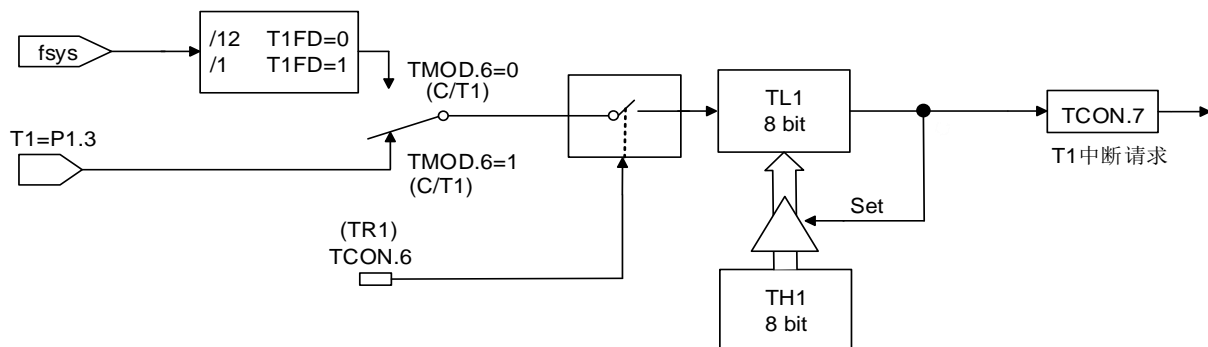 fsys
/12 T1FD=0
/1 T1FD=1
TMOD.6=0
(C/T1)
T1=P1.3
TMOD.6=1
(C/T1)
(TR1)
TCON.6
TL1
8 bit
Set
TH1
8 bit
TCON.7
T1中断请求